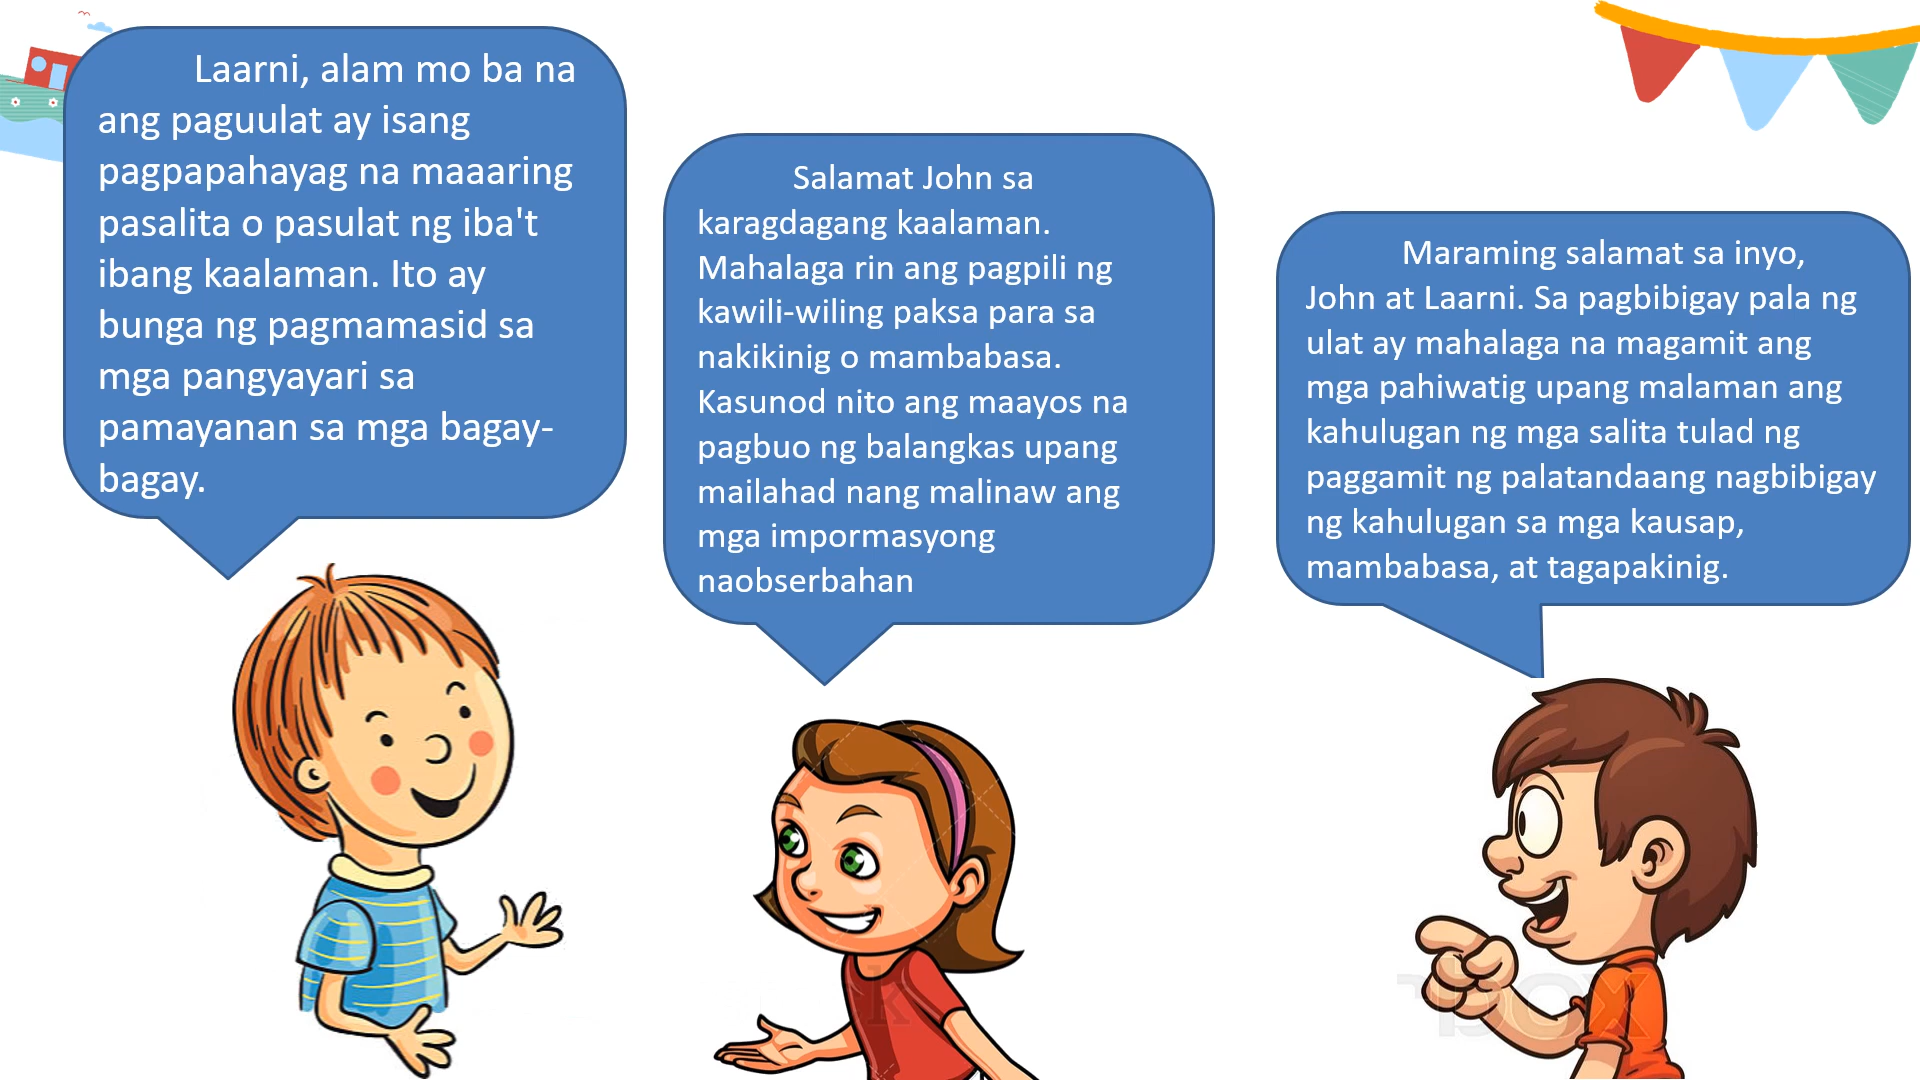 Laarni, alam mo ba na
ang paguulat ay isang
pagpapahayag na maaaring
pasalita o pasulat ng iba't
ibang kaalaman. Ito ay
bunga ng pagmamasid sa
mga pangyayari sa
pamayanan sa mga bagay-
bagay.
Salamat John sa
karagdagang kaalaman.
Mahalaga rin ang pagpili ng
kawili-wiling paksa para sa
nakikinig o mambabasa.
Kasunod nito ang maayos na
pagbuo ng balangkas upang
mailahad nang malinaw ang
mga impormasyong
naobserbahan
Maraming salamat sa inyo,
John at Laarni. Sa pagbibigay pala ng
ulat ay mahalaga na magamit ang
mga pahiwatig upang malaman ang
kahulugan ng mga salita tulad ng
paggamit ng palatandaang nagbibigay
ng kahulugan sa mga kausap,
mambabasa, at tagapakinig.